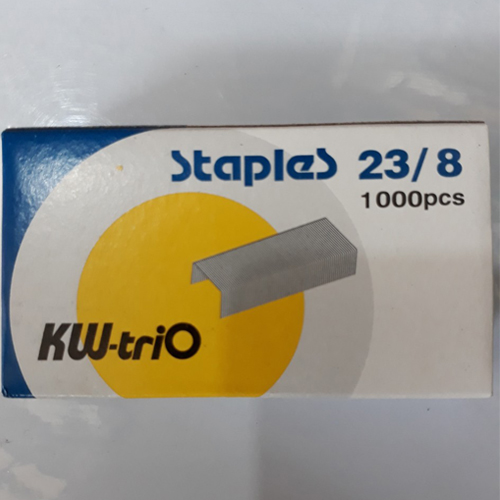 Staples 23/8
1000pcs
KW-triO